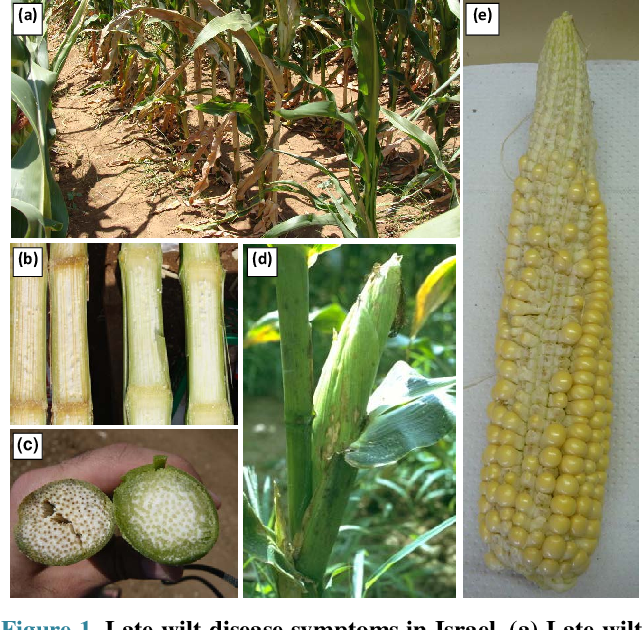 (a)
(e)
(b)
(d)
(c)
Figure 1. Late wilt disease symptoms in Israel. (a) Late wilt